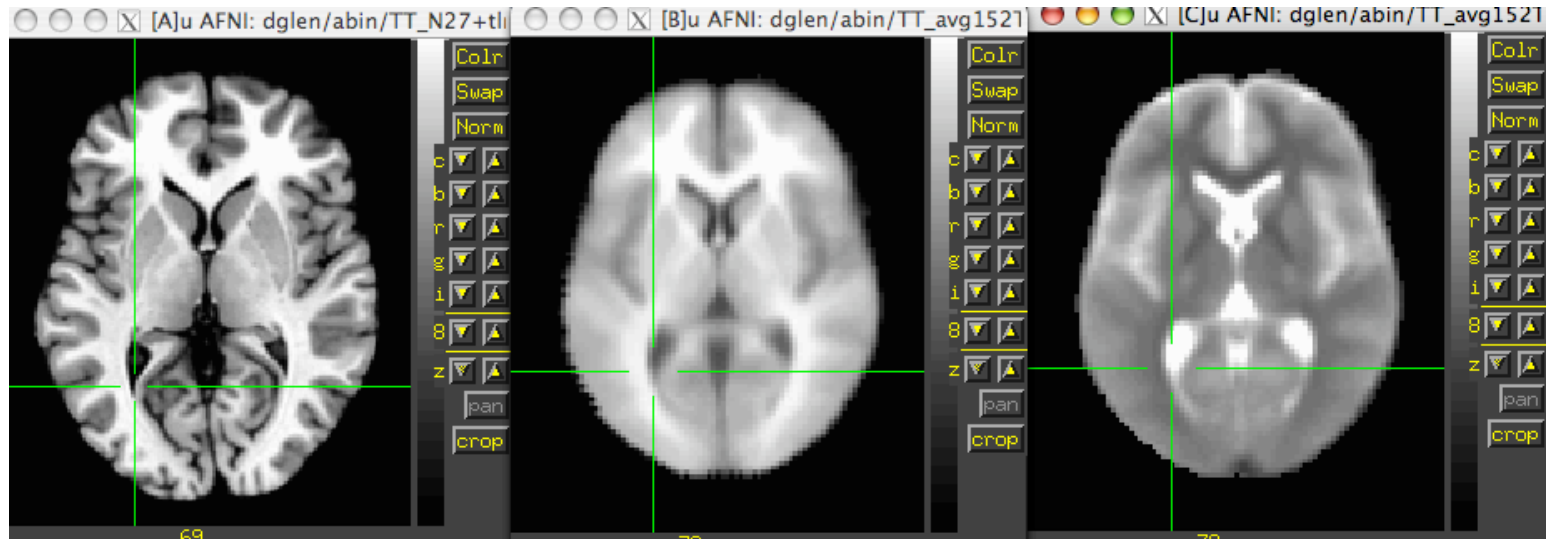 [A]u AFNI: dglen/abin/TT_N27+tl
Colr
Swap
Norm
c
b
r
g
i
8
z
pan
crop
69
[B]u AFNI: dglen/abin/TT_avg152T
Colr
Swap
Norm
c
b
r
g
i
8
z
pan
crop
[C]u AFNI: dglen/abin/TT_avg152T
Colr
Swap
Norm
c
b
r
g
i
8
z
pan
crop